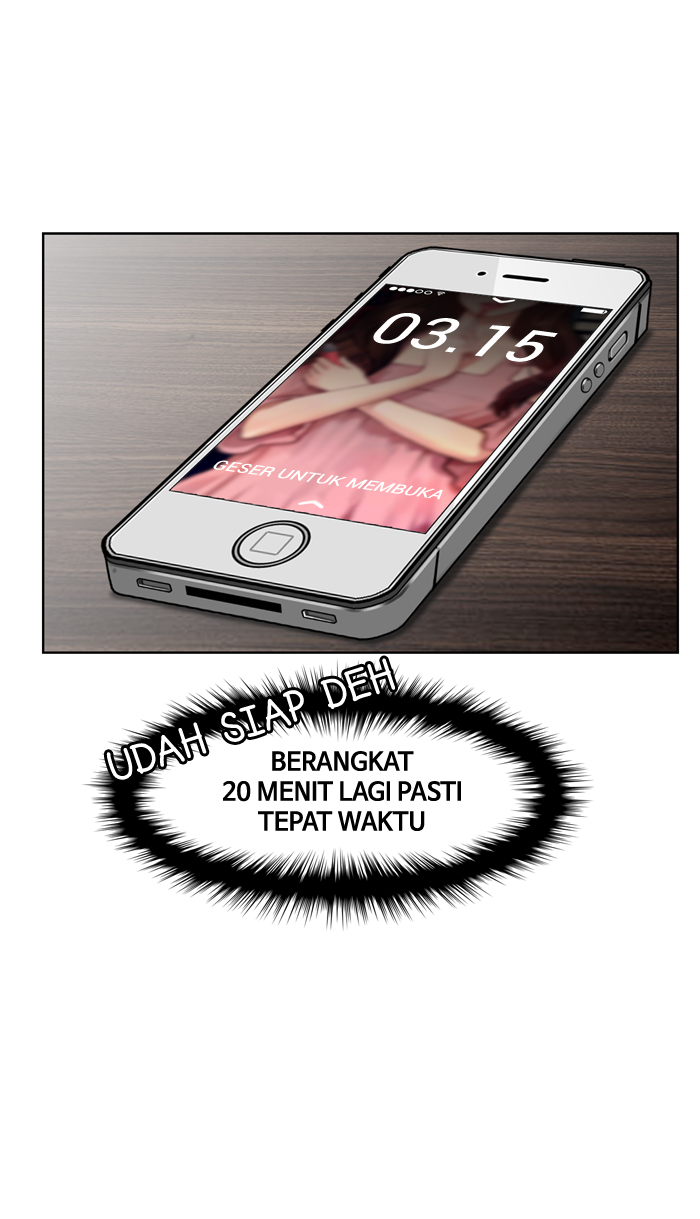 03.15
GESER UNTUK MEMBUKA
UDAH SIAP DEH
BERANGKAT
20 MENIT LAGI PASTI
TEPAT WAKTU